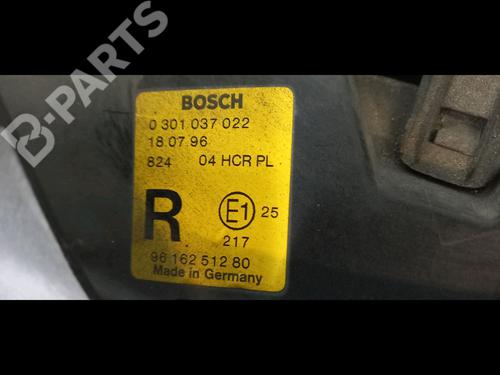 BOSCH
0 301 037 022
18.07.96
824 04 HCR PL
R E1 25
217
96 162 512 80
Made in Germany
B-PARTS
B-PARTS